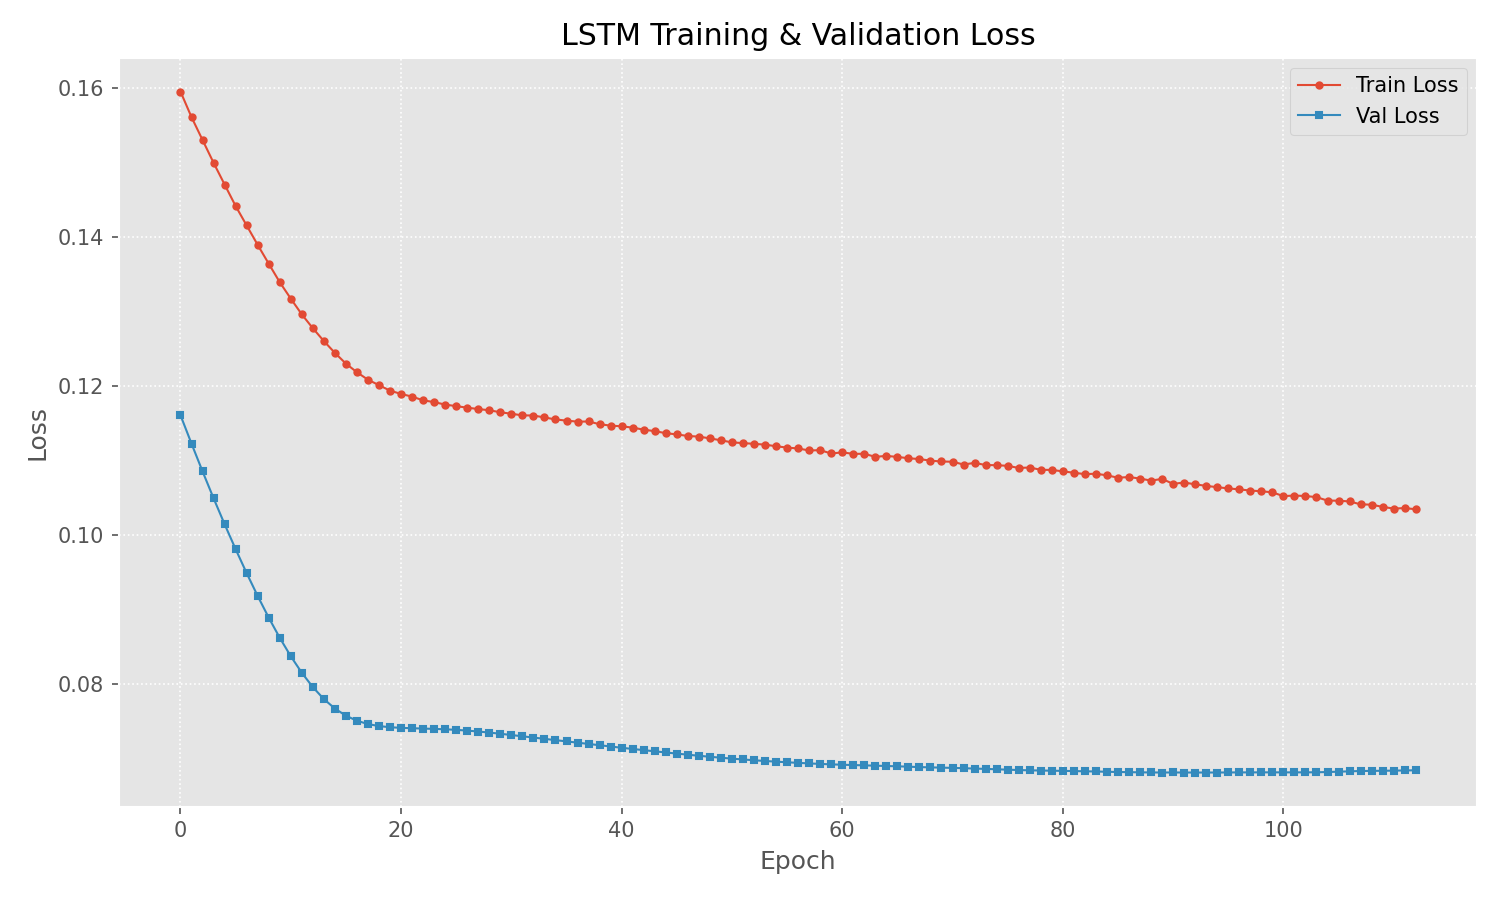 LSTM Training & Validation Loss
Train Loss
Val Loss
0.16
0.14
0.12
0.10
0.08
Loss
0 20 40 60 80 100
Epoch